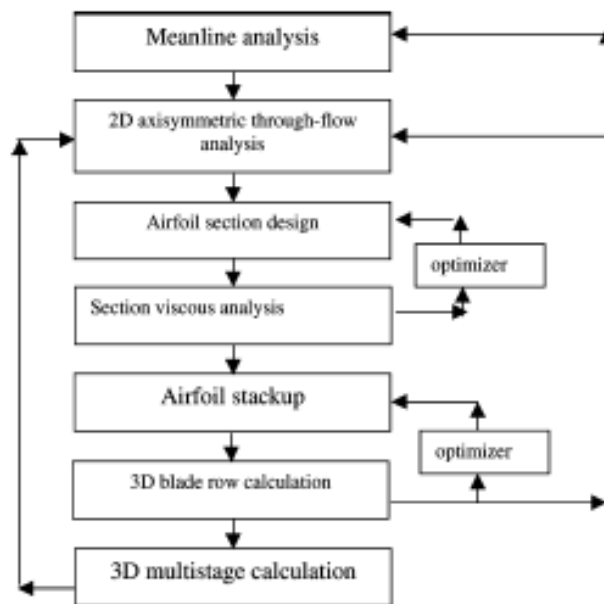 Meanline analysis
2D axisymmetric through-flow
analysis
Airfoil section design
optimizer
Section viscous analysis
Airfoil stackup
optimizer
3D blade row calculation
3D multistage calculation